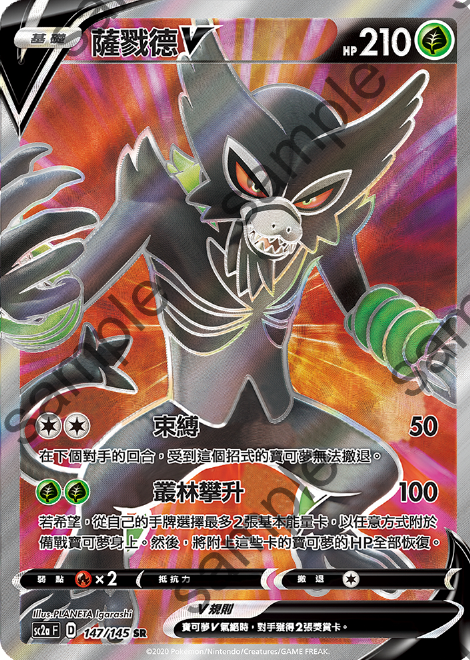 基礎 薩戮德V HP 210
束縛 50
在下個對手的回合，受到這個招式的寶可夢無法撤退。
叢林攀升 100
若希望，從自己的手牌選擇最多2張基本能量卡，以任意方式附於
備戰寶可夢身上。然後，將附上這些卡的寶可夢的HP全部恢復。
弱點 ×2 抵抗力 撤退
Illus. PLANETA Igarashi
V規則
sc2a F D 147/145 SR
寶可夢V氣絕時，對手獲得2張獎賞卡。
©2020 Pokémon/Nintendo/Creatures/GAME FREAK.
sample
sample
sample
sample
sample
sample